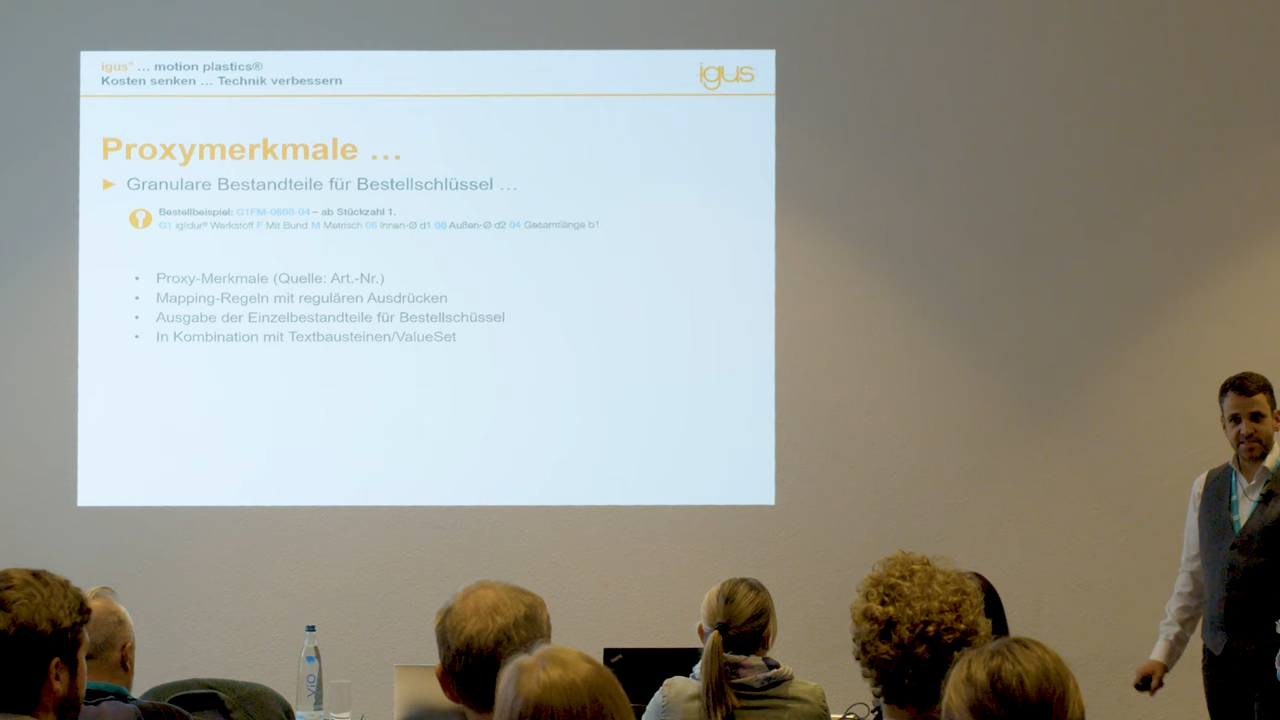 igus® ... motion plastics®
Kosten senken ... Technik verbessern
igus
Proxymerkmale ...
► Granulare Bestandteile für Bestellschlüssel ...
Bestellbeispiel: G1FM-0608-04 – ab Stückzahl 1.
G1 iglidur® Werkstoff F Mit Bund M Metrisch 06 Innen-Ø d1 08 Außen-Ø d2 04 Gesamtlänge b1
• Proxy-Merkmale (Quelle: Art.-Nr.)
• Mapping-Regeln mit regulären Ausdrücken
• Ausgabe der Einzelbestandteile für Bestellschüssel
• In Kombination mit Textbausteinen/ValueSet
ViO